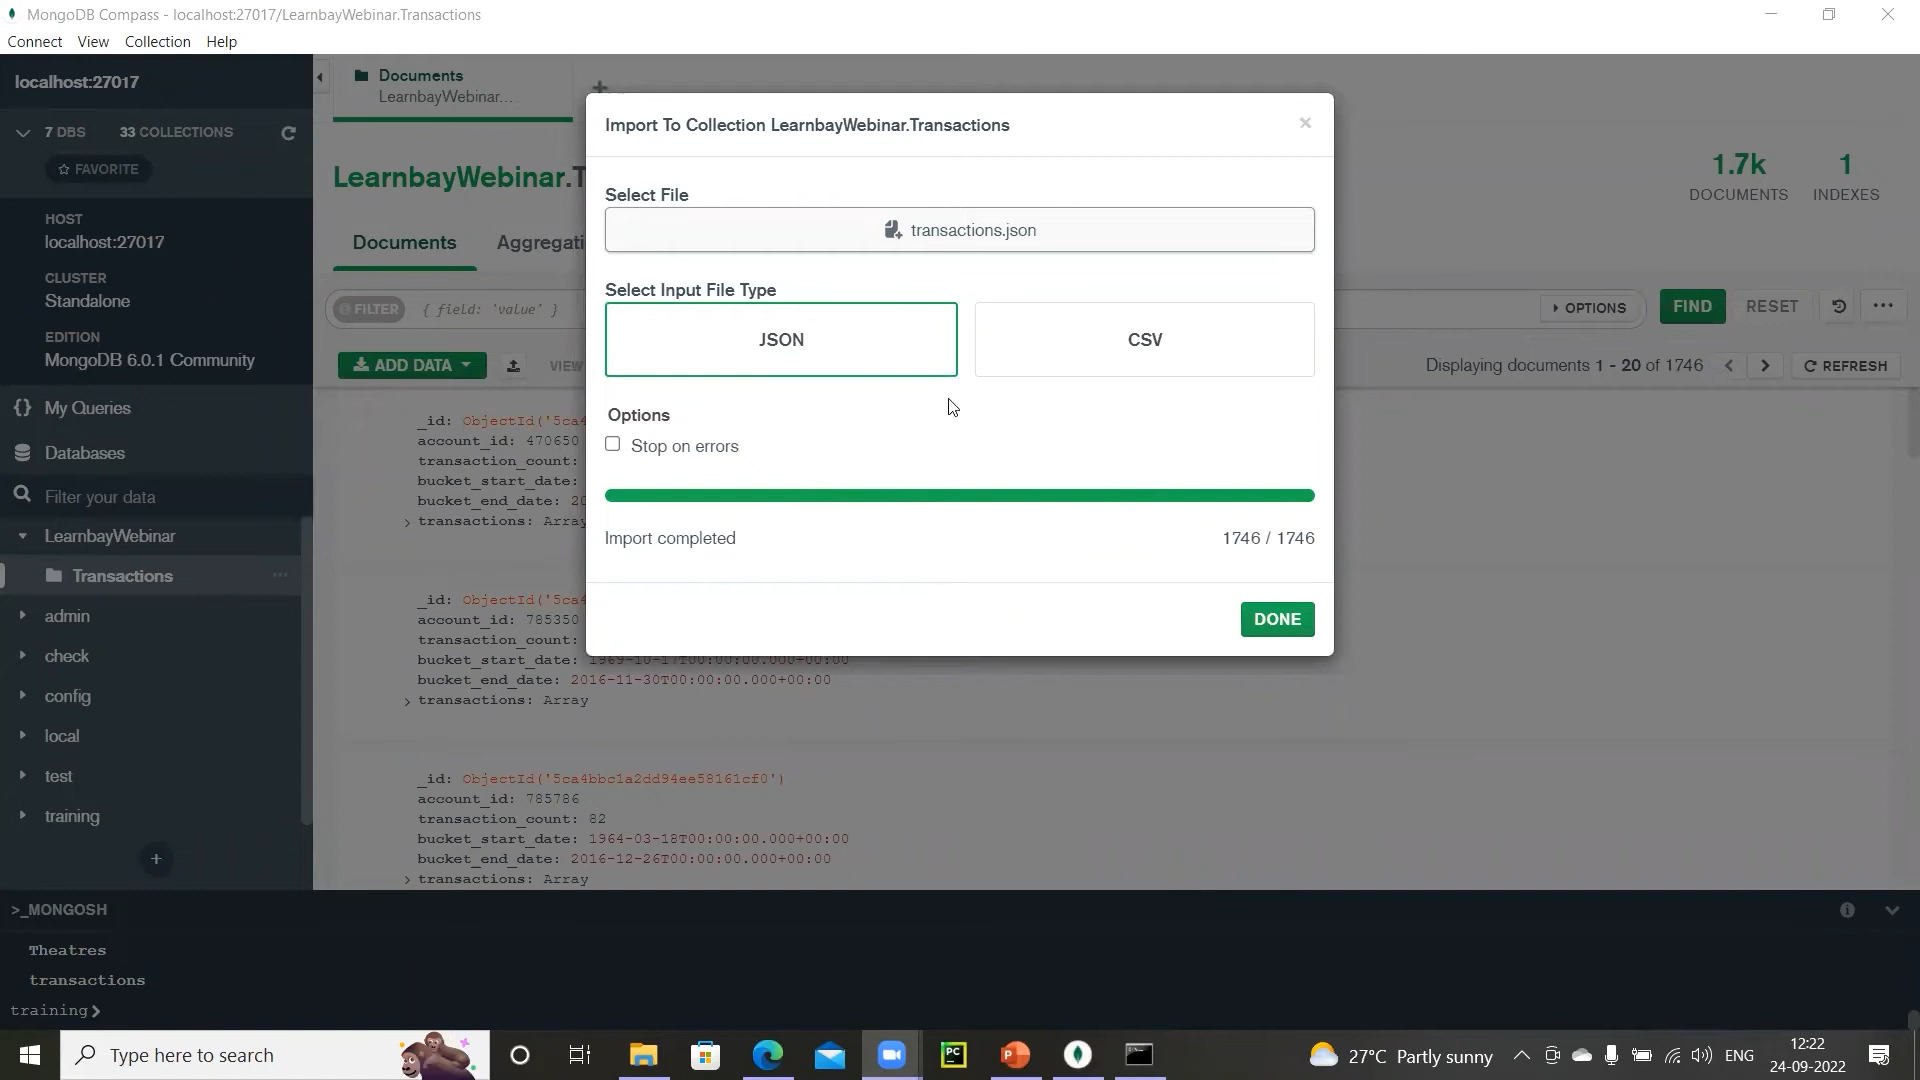 MongoDB Compass - localhost:27017/LearnbayWebinar.Transactions
Connect View Collection Help
localhost:27017
7 DBS 33 COLLECTIONS
FAVORITE
HOST
localhost:27017
CLUSTER
Standalone
EDITION
MongoDB 6.0.1 Community
My Queries
Databases
Filter your data
LearnbayWebinar
Transactions
admin
check
config
local
test
training
Documents
LearnbayWebinar....
LearnbayWebinar.T
1.7k
DOCUMENTS
1
INDEXES
Documents Aggregati
FILTER { field: 'value' }
OPTIONS FIND RESET
ADD DATA VIEW
Displaying documents 1 - 20 of 1746 REFRESH
_id: ObjectId('5ca4
account_id: 470650
transaction_count:
bucket_start_date:
bucket_end_date: 20
transactions: Array
_id: ObjectId('5ca4
account_id: 785350
transaction_count:
bucket_start_date: 1969-10-17T00:00:00.000+00:00
bucket_end_date: 2016-11-30T00:00:00.000+00:00
transactions: Array
_id: ObjectId('5ca4bbc1a2dd94ee58161cf0')
account_id: 785786
transaction_count: 82
bucket_start_date: 1964-03-18T00:00:00.000+00:00
bucket_end_date: 2016-12-26T00:00:00.000+00:00
transactions: Array
Import To Collection LearnbayWebinar.Transactions
Select File
transactions.json
Select Input File Type
JSON CSV
Options
Stop on errors
Import completed 1746 / 1746
DONE
>_MONGOSH
Theatres
transactions
training>
Type here to search
PC
P
27°C Partly sunny
ENG
12:22
24-09-2022